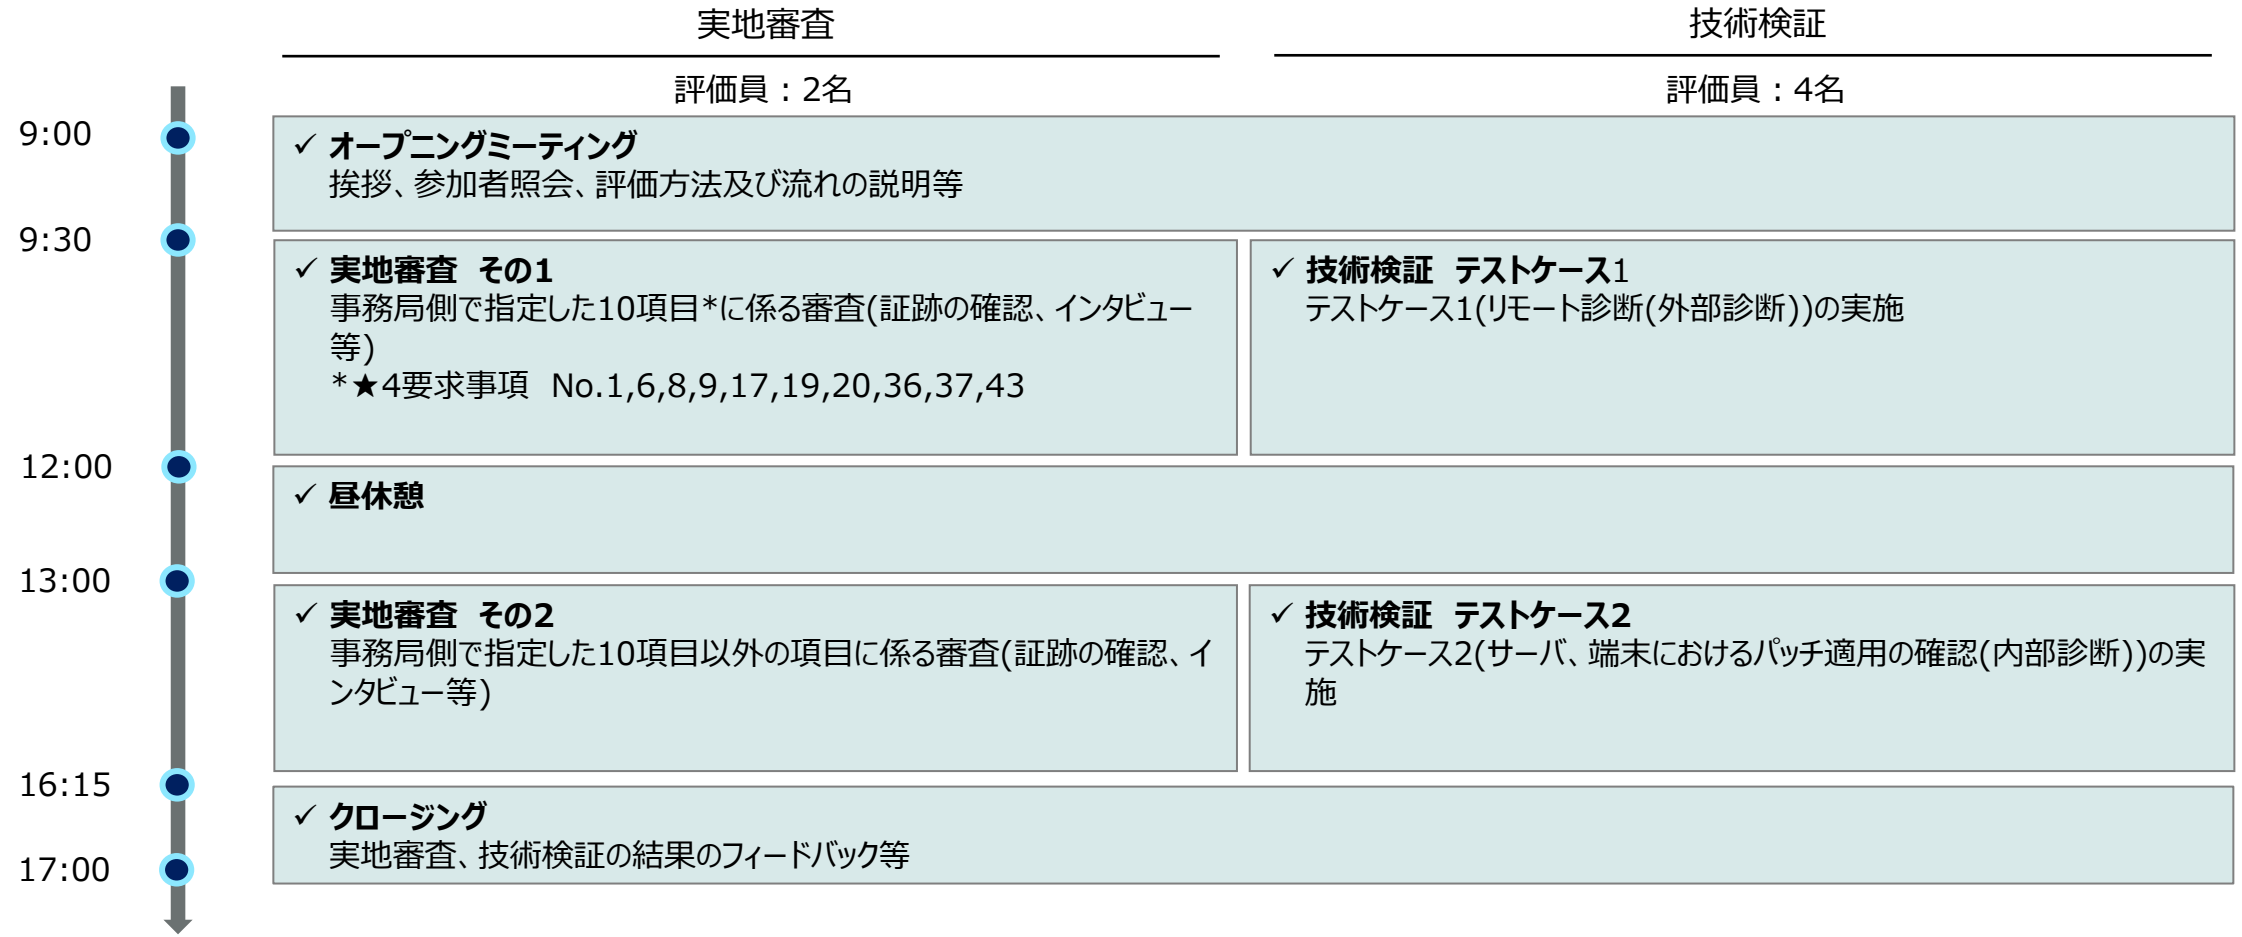 実地審査
技術検証
評価員：2名
評価員：4名
9:00
✓ オープニングミーティング
挨拶、参加者照会、評価方法及び流れの説明等
9:30
✓ 実地審査 その1
事務局側で指定した10項目*に係る審査(証跡の確認、インタビュー
等)
*★4要求事項 No.1,6,8,9,17,19,20,36,37,43
✓ 技術検証 テストケース1
テストケース1(リモート診断(外部診断))の実施
12:00
✓ 昼休憩
13:00
✓ 実地審査 その2
事務局側で指定した10項目以外の項目に係る審査(証跡の確認、イ
ンタビュー等)
✓ 技術検証 テストケース2
テストケース2(サーバ、端末におけるパッチ適用の確認(内部診断))の実
施
16:15
✓ クロージング
実地審査、技術検証の結果のフィードバック等
17:00